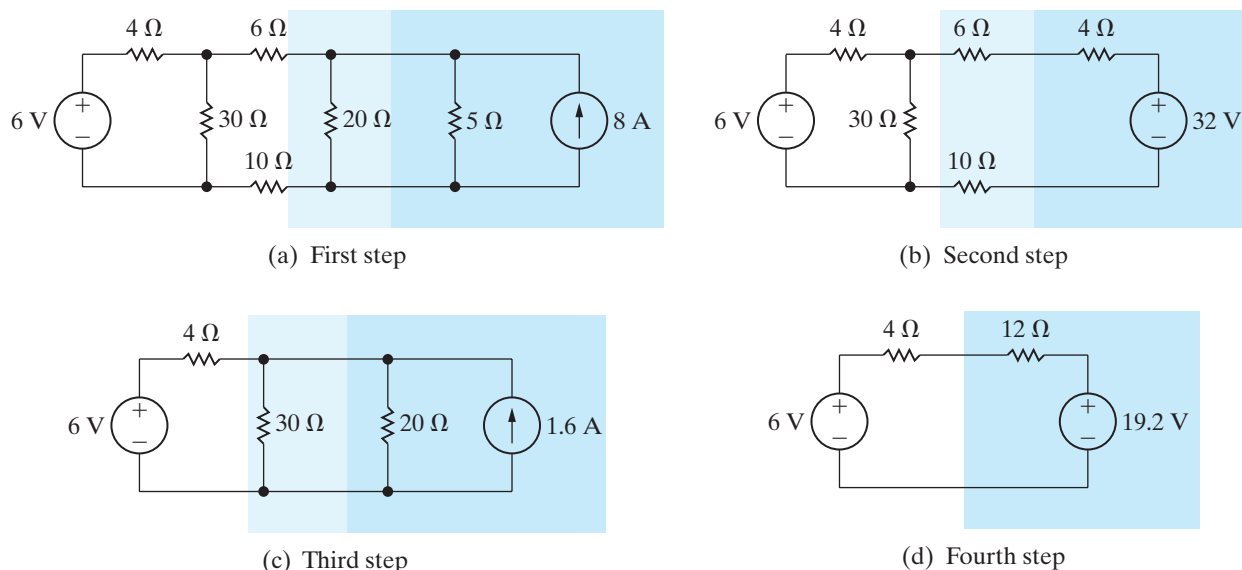 4 Ω 6 Ω
6 V + − 30 Ω 20 Ω 5 Ω 8 A
10 Ω
(a) First step
4 Ω 6 Ω 4 Ω
6 V + − 30 Ω + − 32 V
10 Ω
(b) Second step
4 Ω
6 V + − 30 Ω 20 Ω 1.6 A
(c) Third step
4 Ω 12 Ω
6 V + − + − 19.2 V
(d) Fourth step